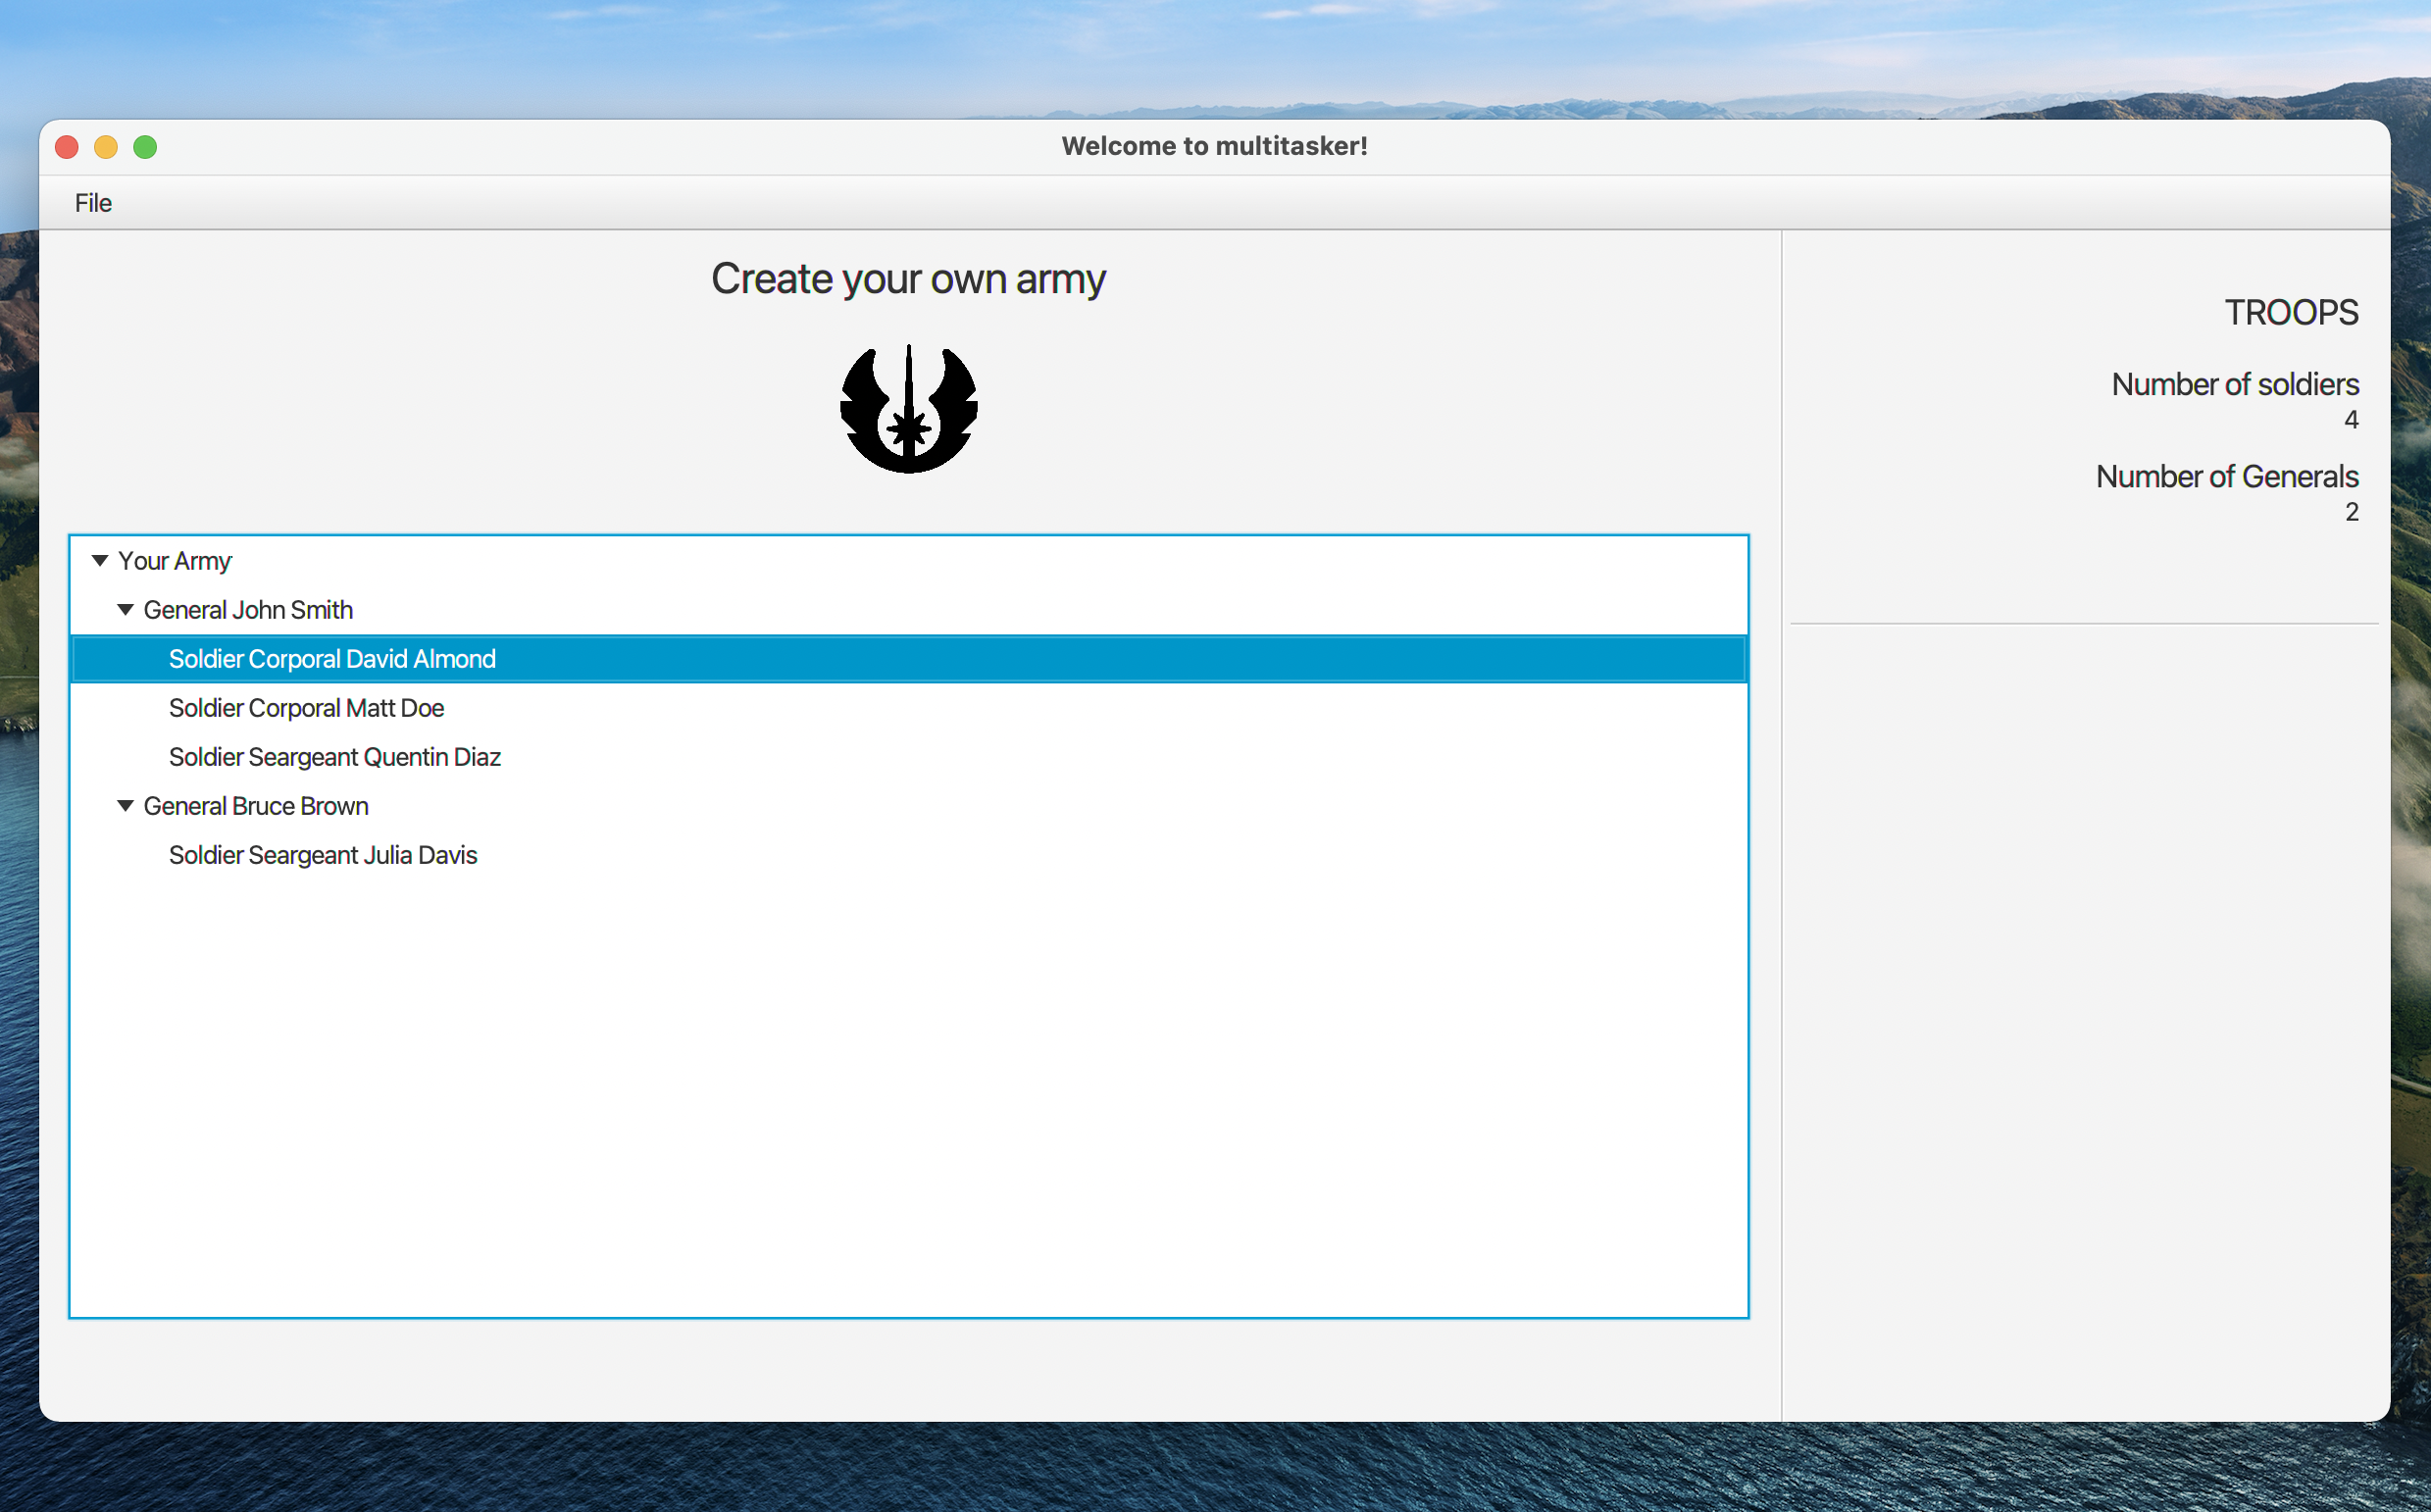 Welcome to multitasker!
File
Create your own army
Your Army
General John Smith
Soldier Corporal David Almond
Soldier Corporal Matt Doe
Soldier Seargeant Quentin Diaz
General Bruce Brown
Soldier Seargeant Julia Davis
TROOPS
Number of soldiers
4
Number of Generals
2